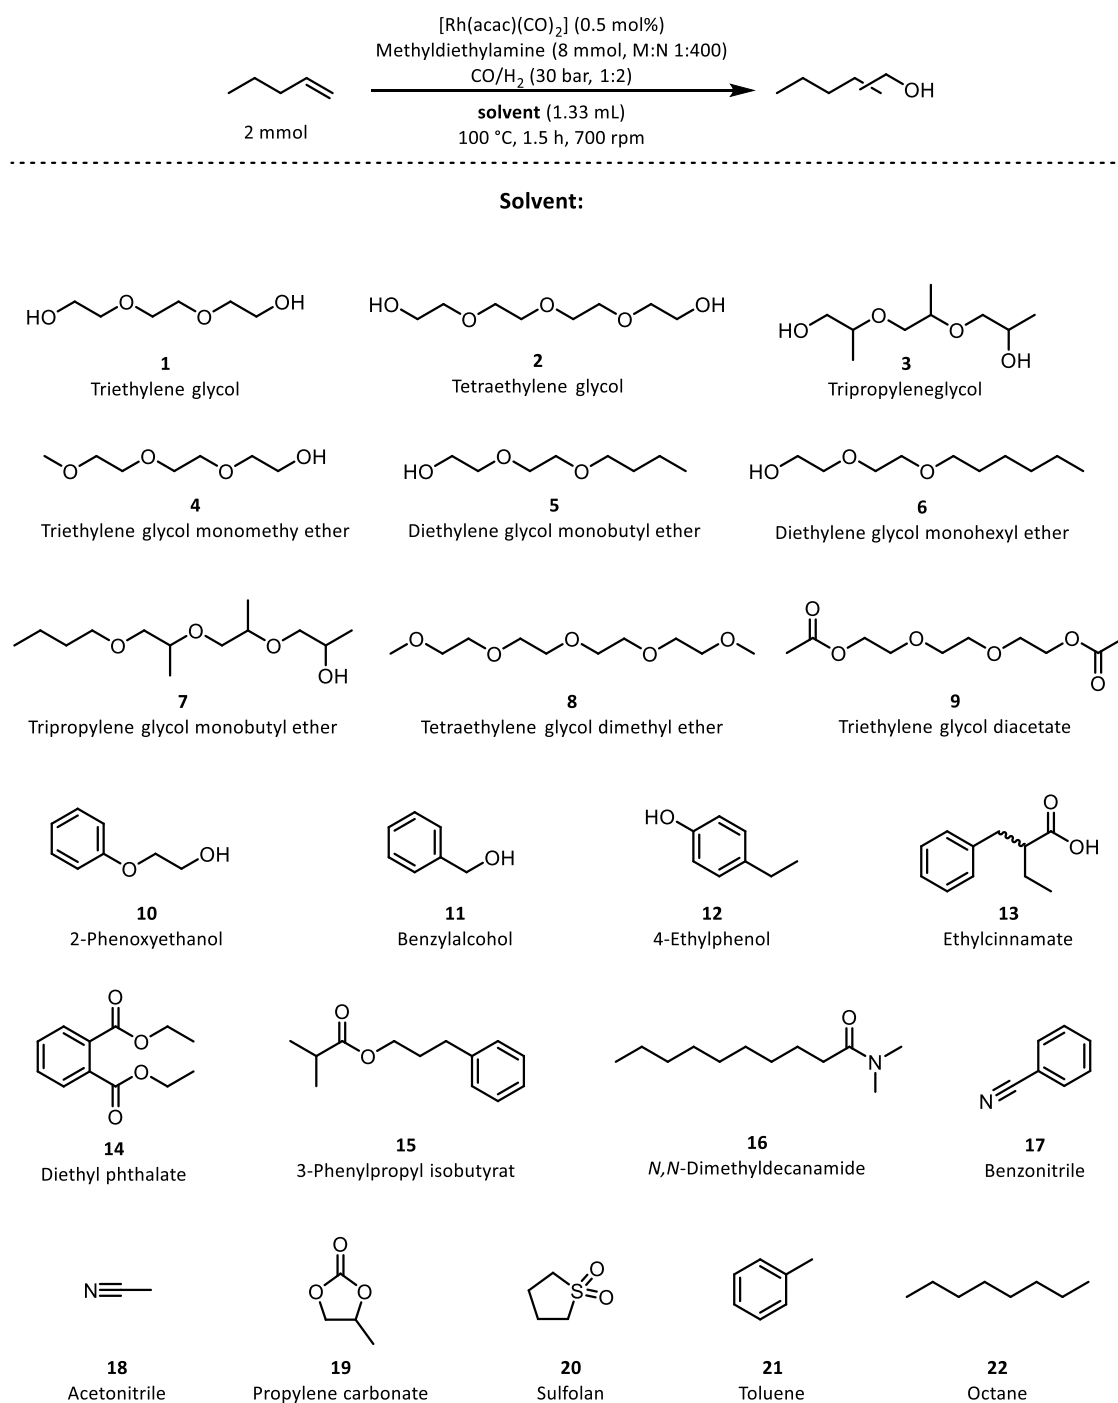 [Rh(acac)(CO)₂] (0.5 mol%)
Methyldiethylamine (8 mmol, M:N 1:400)
CO/H₂ (30 bar, 1:2)
OH
2 mmol
solvent (1.33 mL)
100 °C, 1.5 h, 700 rpm
Solvent:
HO O O OH
HO O O O OH
HO O O OH
1
Triethylene glycol
2
Tetraethylene glycol
3
Tripropyleneglycol
O O O OH
HO O O
HO O O
4
Triethylene glycol monomethy ether
5
Diethylene glycol monobutyl ether
6
Diethylene glycol monohexyl ether
O O O OH
O O O O O
O O O O O O
7
Tripropylene glycol monobutyl ether
8
Tetraethylene glycol dimethyl ether
9
Triethylene glycol diacetate
O OH
OH
HO
O OH
10
2-Phenoxyethanol
11
Benzylalcohol
12
4-Ethylphenol
13
Ethylcinnamate
O O O O
O O
O N
N
14
Diethyl phthalate
15
3-Phenylpropyl isobutyrat
16
N,N-Dimethyldecanamide
17
Benzonitrile
N
O O O
S O O
18
Acetonitrile
19
Propylene carbonate
20
Sulfolan
21
Toluene
22
Octane